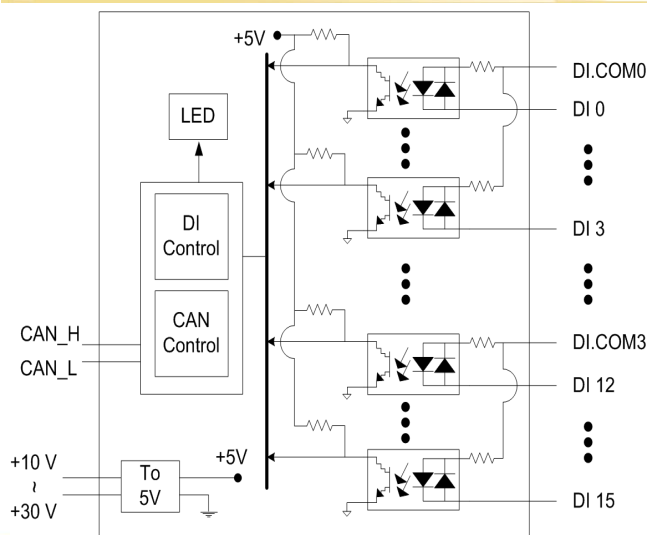 +5V
DI.COM0
LED
DI 0
DI
Control
DI 3
CAN
Control
CAN_H
CAN_L
DI.COM3
DI 12
+10 V
~
+30 V
To
5V
+5V
DI 15